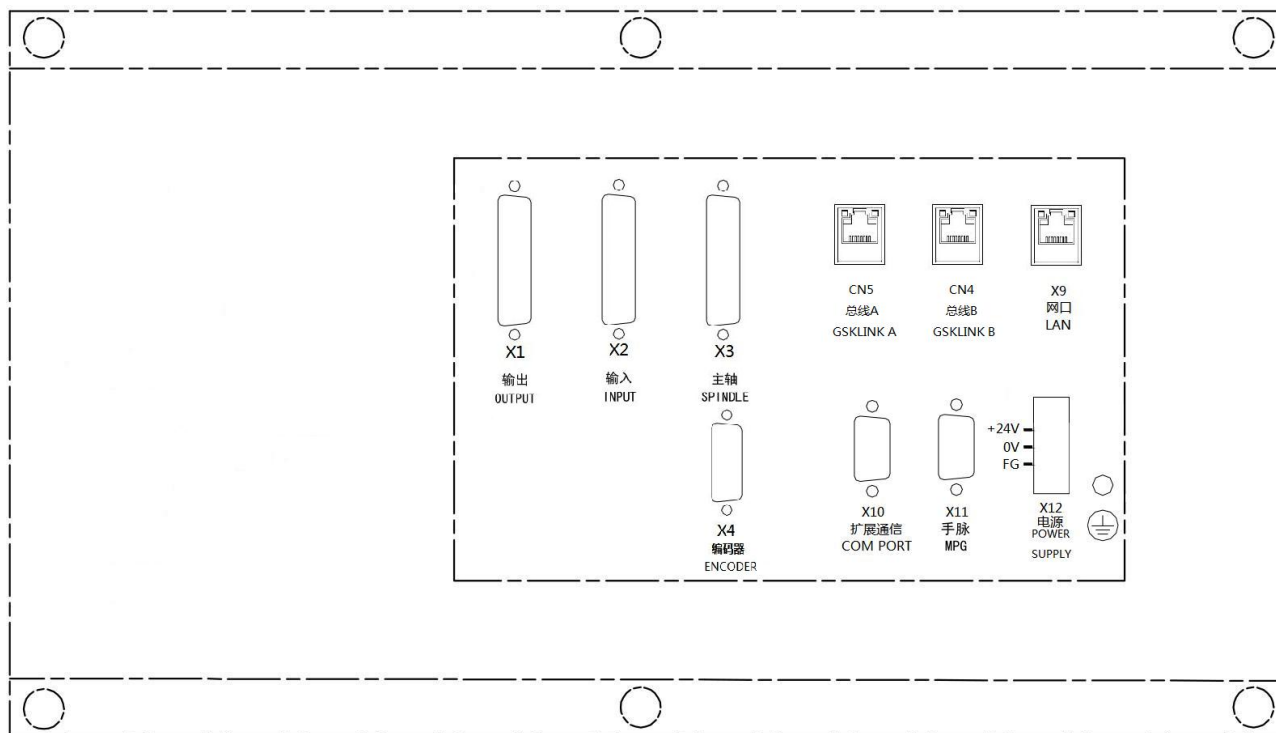 CN5
总线A
GSKLINK A
CN4
总线B
GSKLINK B
X9
网口
LAN
X1
输出
OUTPUT
X2
输入
INPUT
X3
主轴
SPINDLE
X4
编码器
ENCODER
X10
扩展通信
COM PORT
X11
手脉
MPG
+24V
0V
FG
X12
电源
POWER
SUPPLY